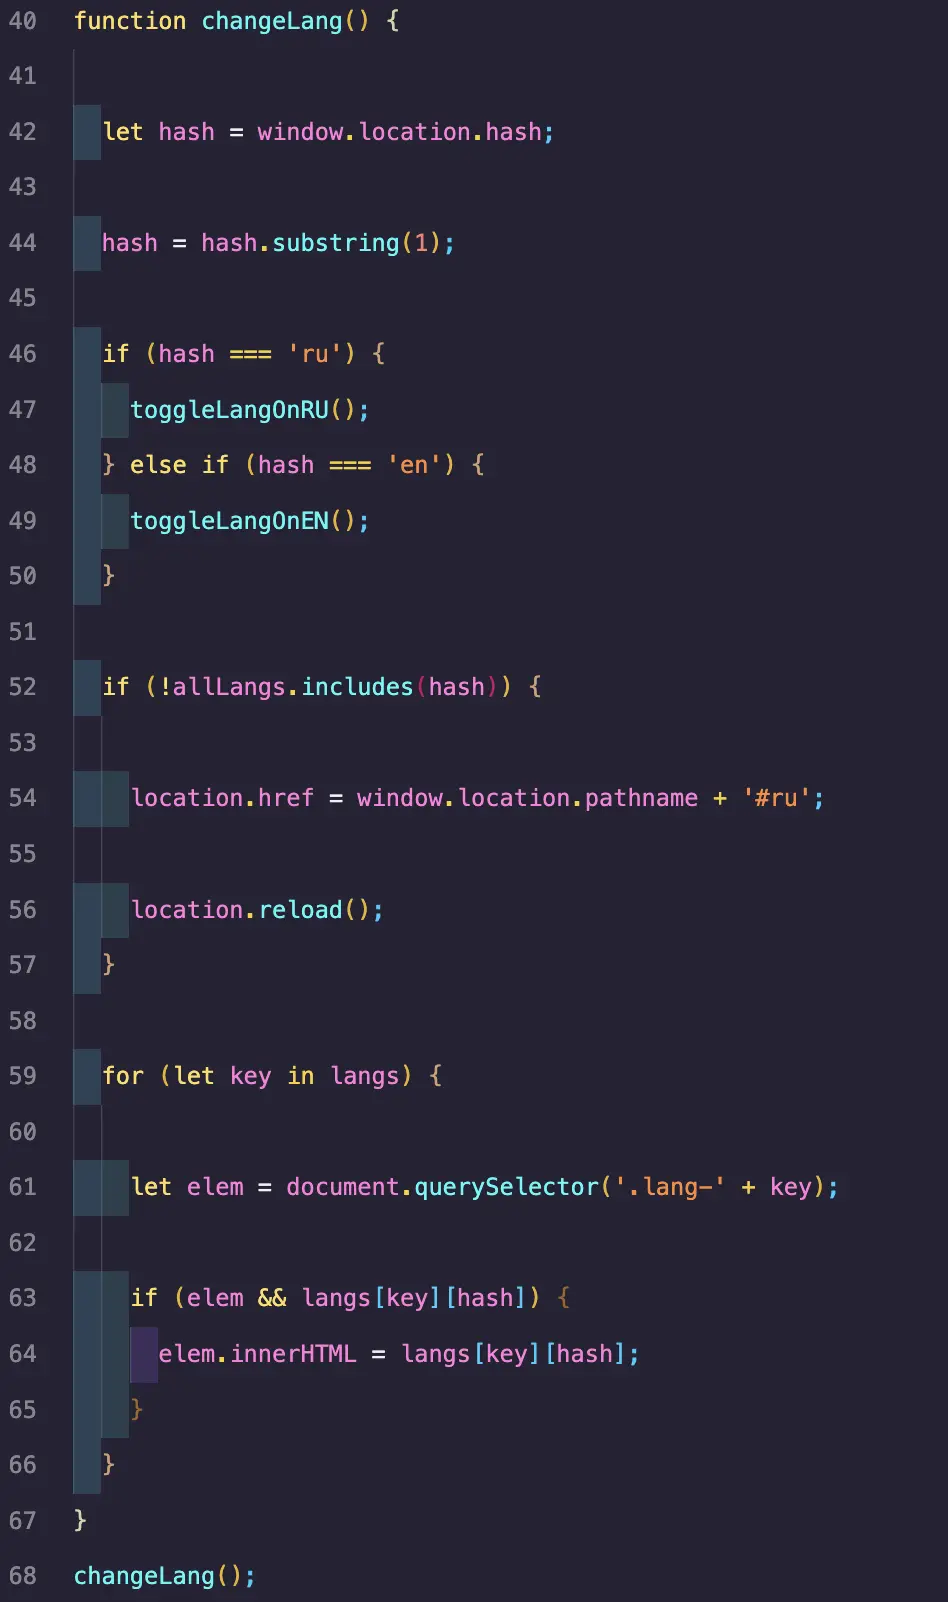 40 function changeLang() {
41
42 let hash = window.location.hash;
43
44 hash = hash.substring(1);
45
46 if (hash === 'ru') {
47 toggleLangOnRU();
48 } else if (hash === 'en') {
49 toggleLangOnEN();
50 }
51
52 if (!allLangs.includes(hash)) {
53
54 location.href = window.location.pathname + '#ru';
55
56 location.reload();
57 }
58
59 for (let key in langs) {
60
61 let elem = document.querySelector('.lang-' + key);
62
63 if (elem && langs[key][hash]) {
64 elem.innerHTML = langs[key][hash];
65 }
66 }
67 }
68 changeLang();